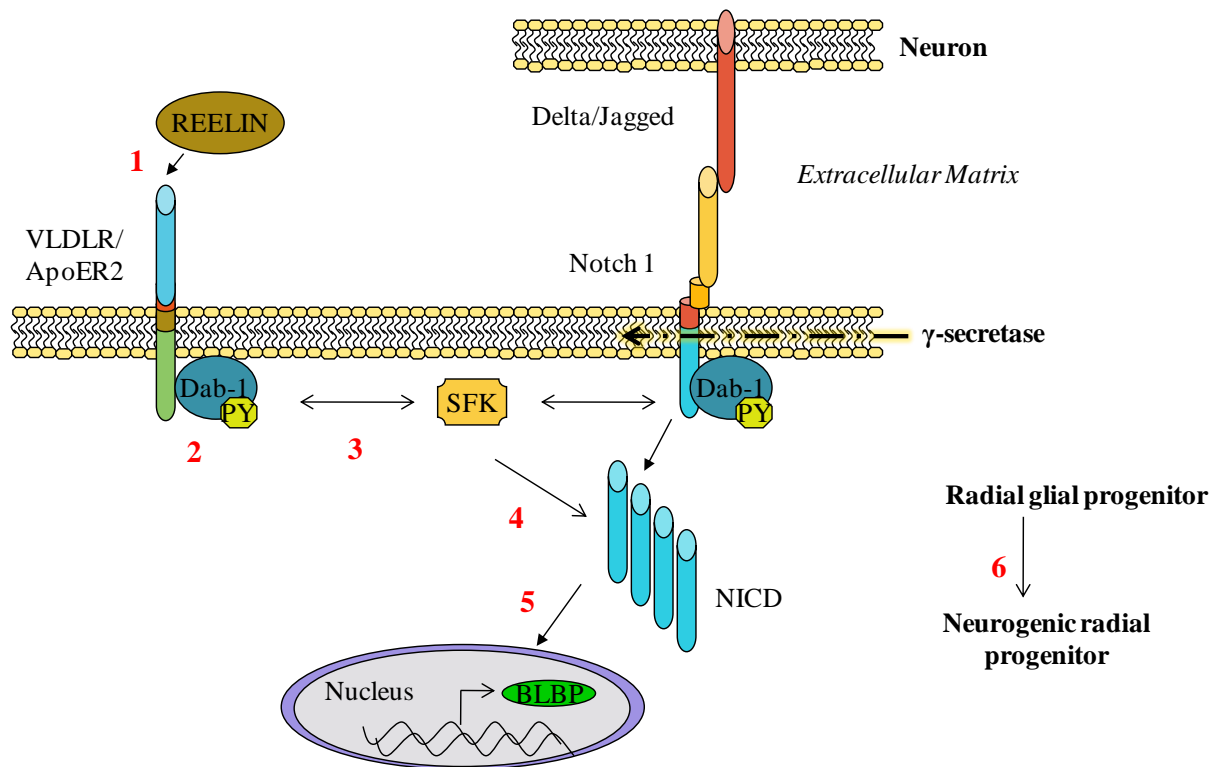 Neuron
Delta/Jagged
REELIN
1
Extracellular Matrix
VLDLR/
ApoER2
Notch 1
γ-secretase
Dab-1
PY
SFK
Dab-1
PY
2
3
4
Radial glial progenitor
6
5
NICD
Neurogenic radial
progenitor
Nucleus
BLBP